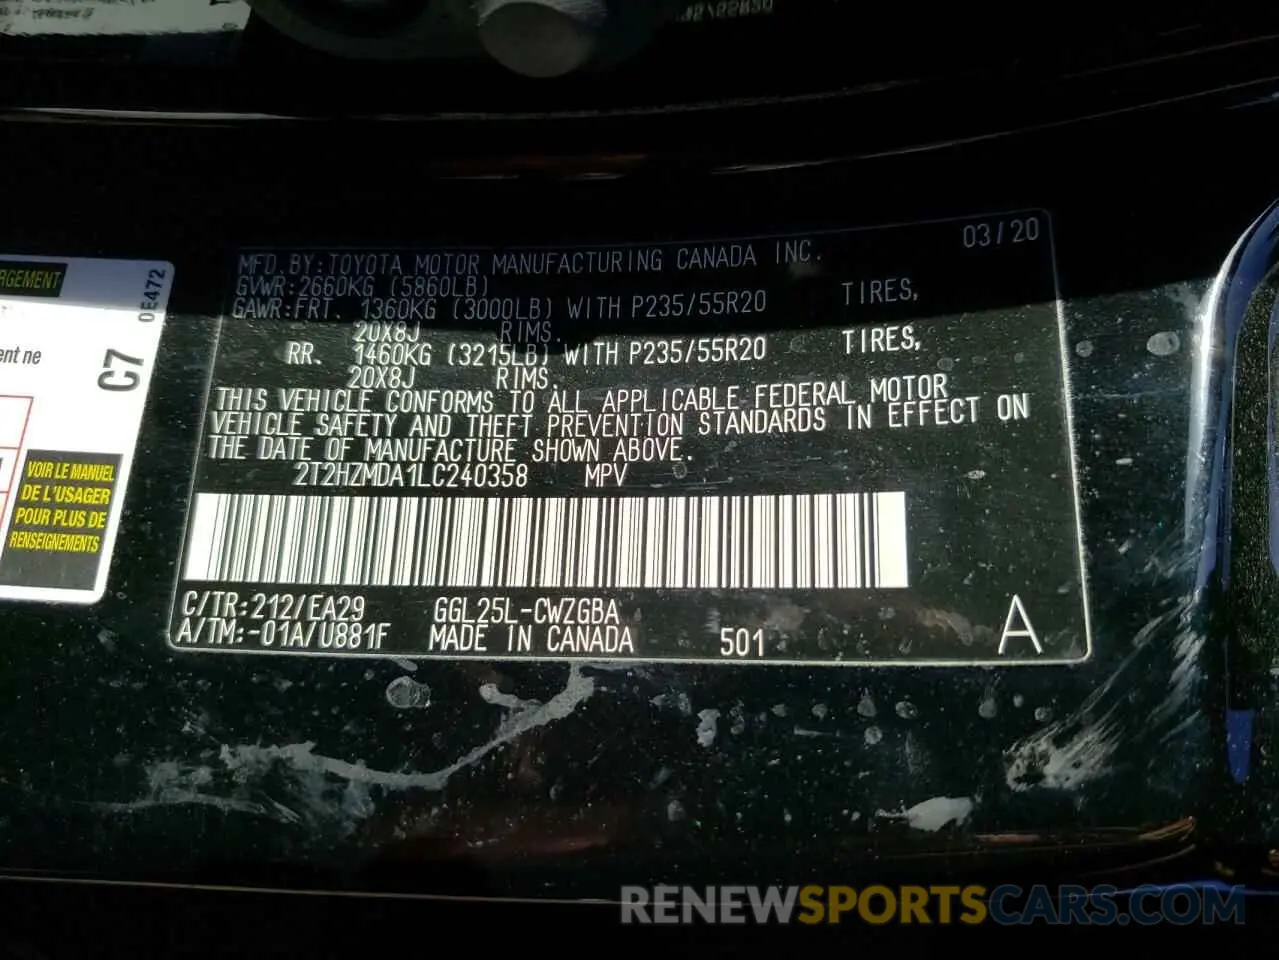 03/20
MFD. BY: TOYOTA MOTOR MANUFACTURING CANADA INC.
GVWR: 2660KG (5860LB)
GAWR: FRT. 1360KG (3000LB) WITH P235/55R20 TIRES,
20X8J RIMS.
RR. 1460KG (3215LB) WITH P235/55R20 TIRES,
20X8J RIMS.
THIS VEHICLE CONFORMS TO ALL APPLICABLE FEDERAL MOTOR
VEHICLE SAFETY AND THEFT PREVENTION STANDARDS IN EFFECT ON
THE DATE OF MANUFACTURE SHOWN ABOVE.
2T2HZMDA1LC240358 MPV
C/TR: 212/EA29 GGL25L-CWZGBA
A/TM: -01A/U881F MADE IN CANADA 501 A
ne
0E472
C7
VOIR LE MANUEL
DE L'USAGER
POUR PLUS DE
RENSEIGNEMENTS
RENEWSPORTSCARS.COM